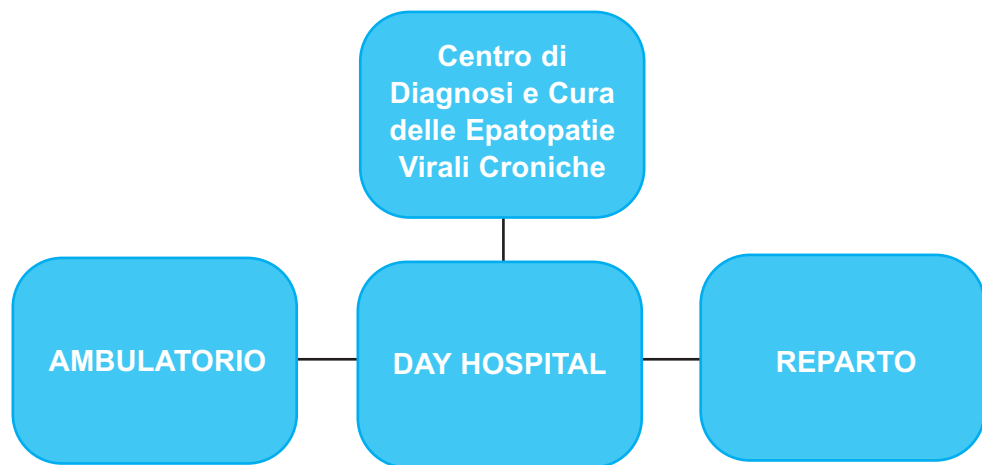 Centro di
Diagnosi e Cura
delle Epatopatie
Virali Croniche
AMBULATORIO
DAY HOSPITAL
REPARTO